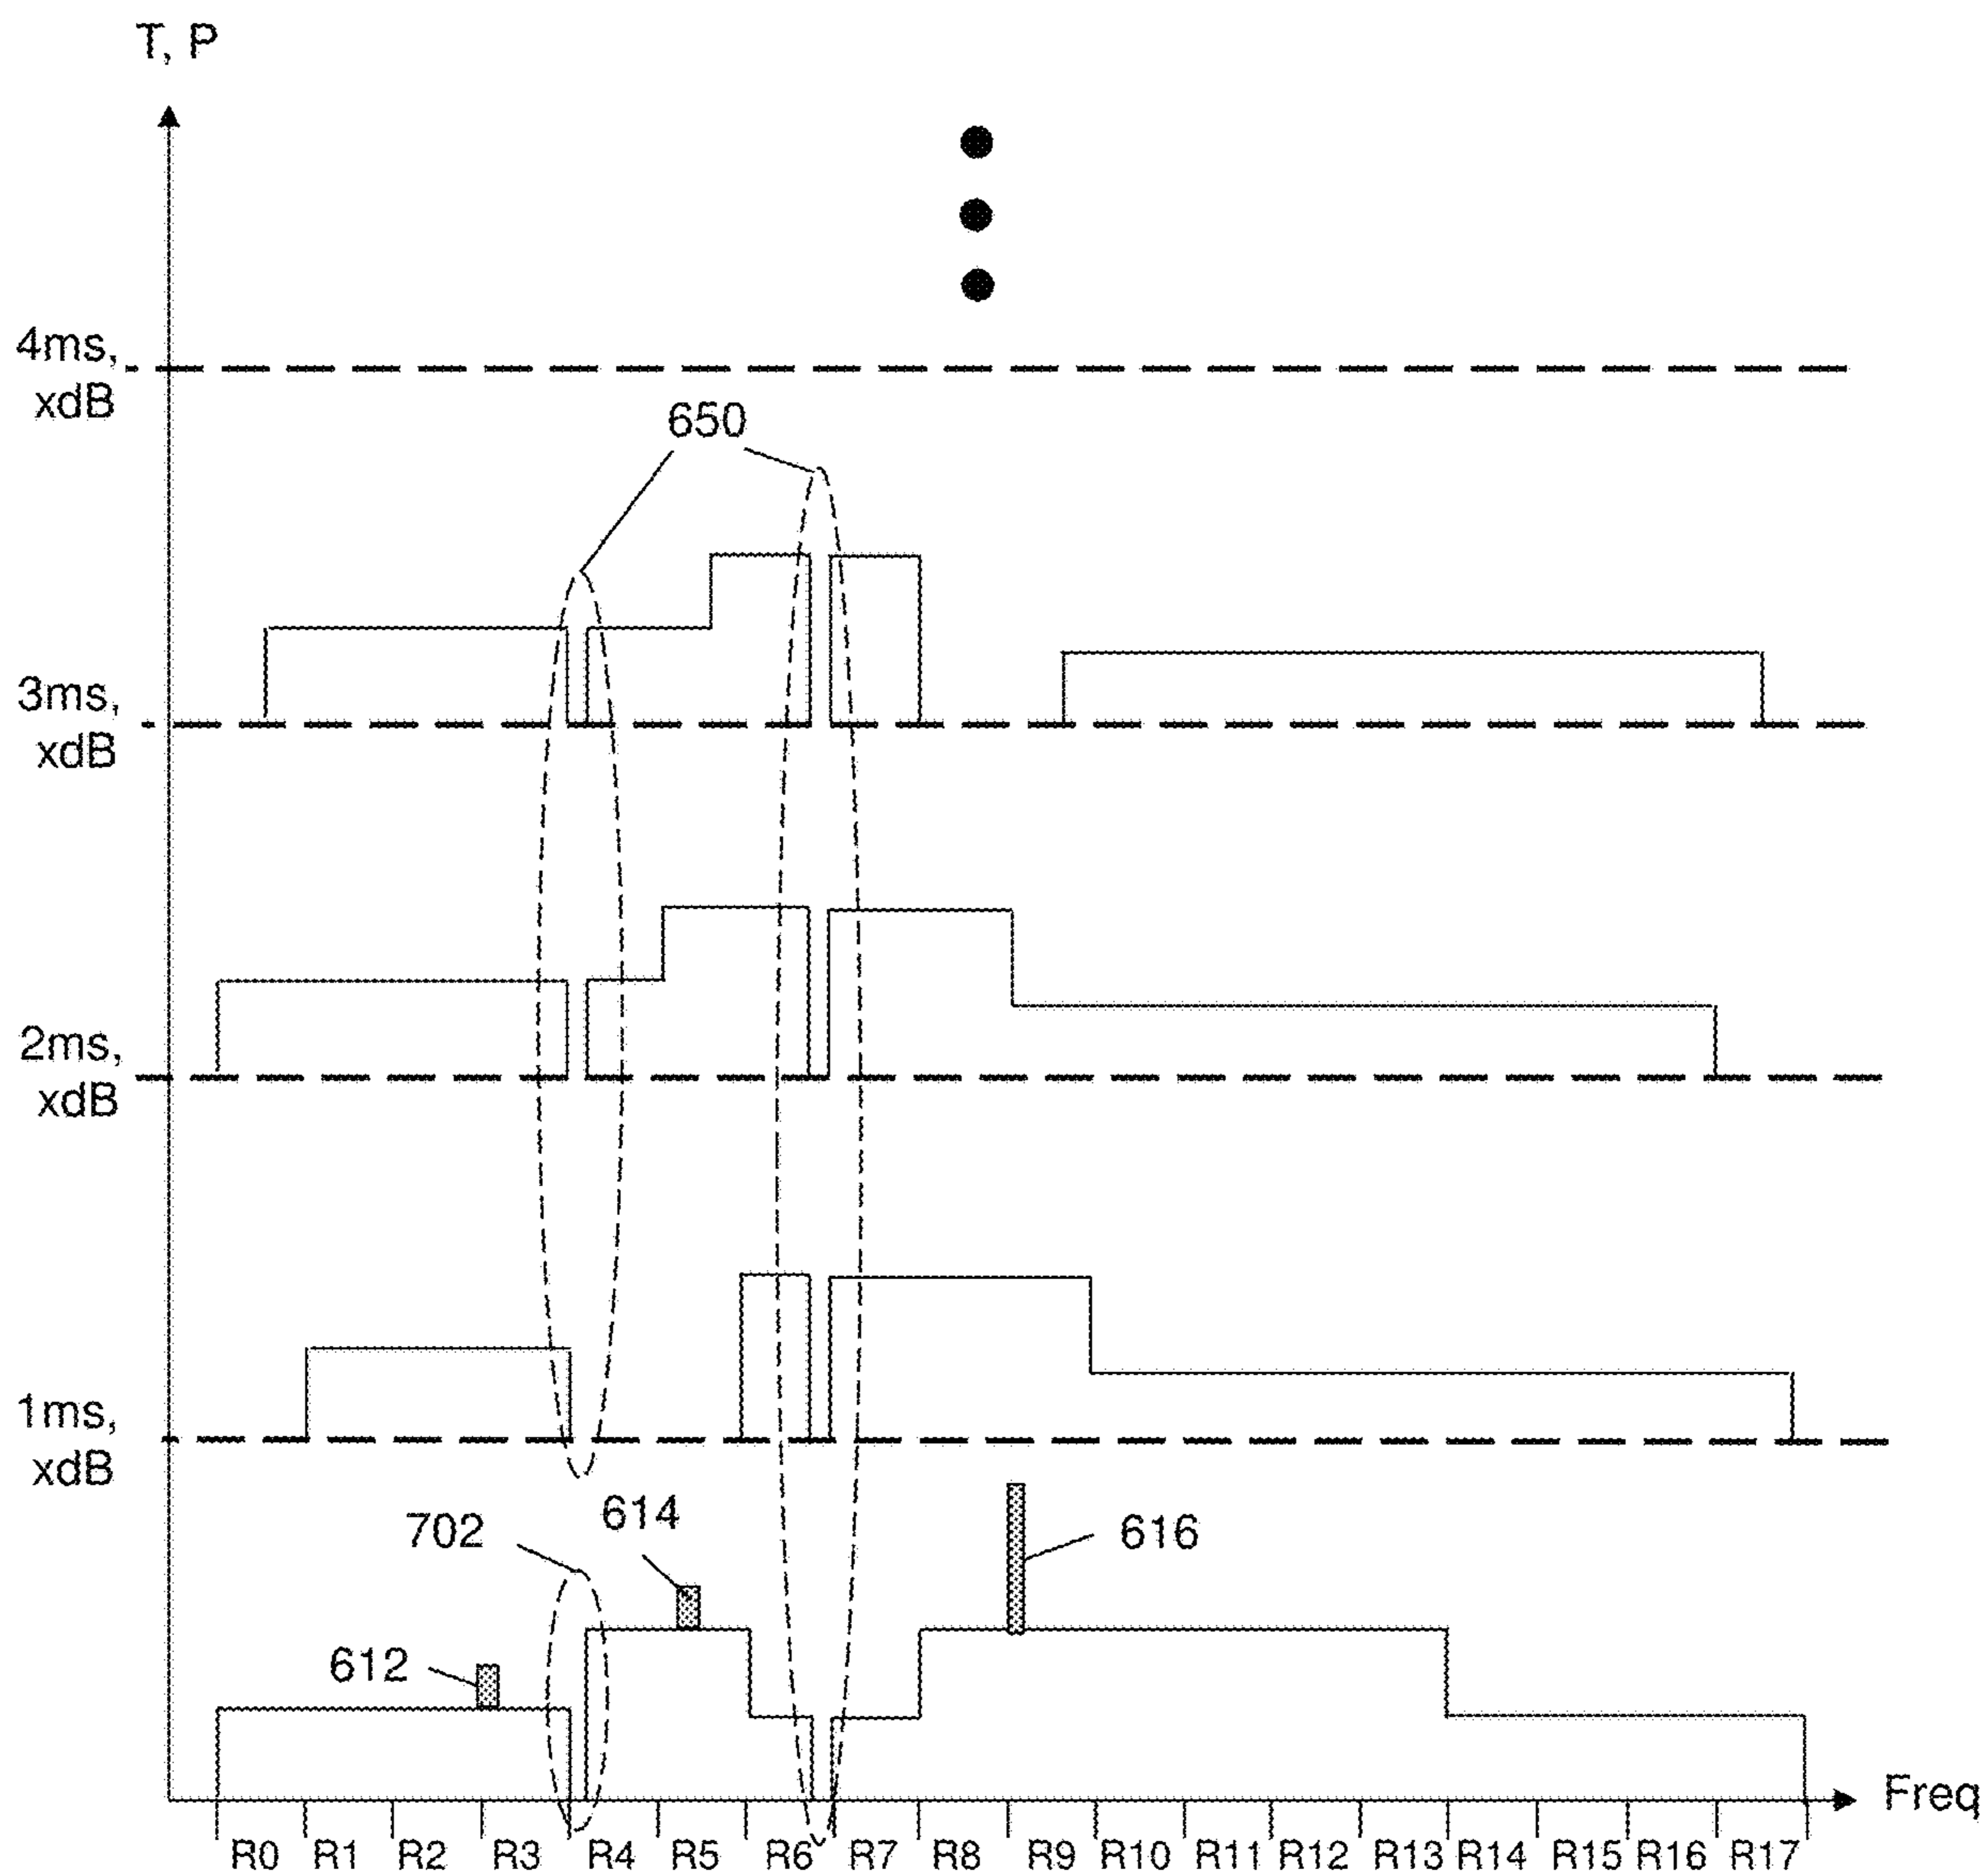 T, P
4ms,
xdB
650
3ms,
xdB
2ms,
xdB
1ms,
xdB
702
614
616
612
Freq
R0 R1 R2 R3 R4 R5 R6 R7 R8 R9 R10 R11 R12 R13 R14 R15 R16 R17